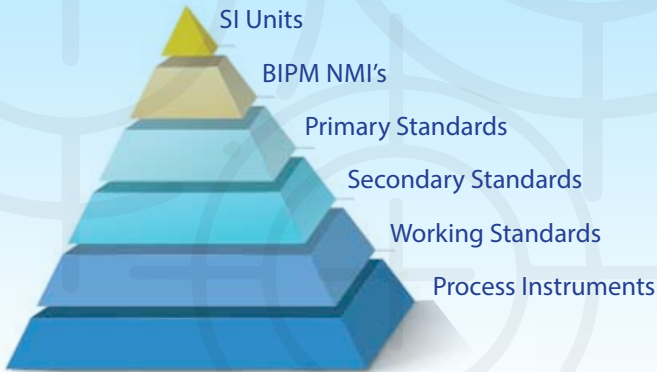 SI Units
BIPM NMI's
Primary Standards
Secondary Standards
Working Standards
Process Instruments